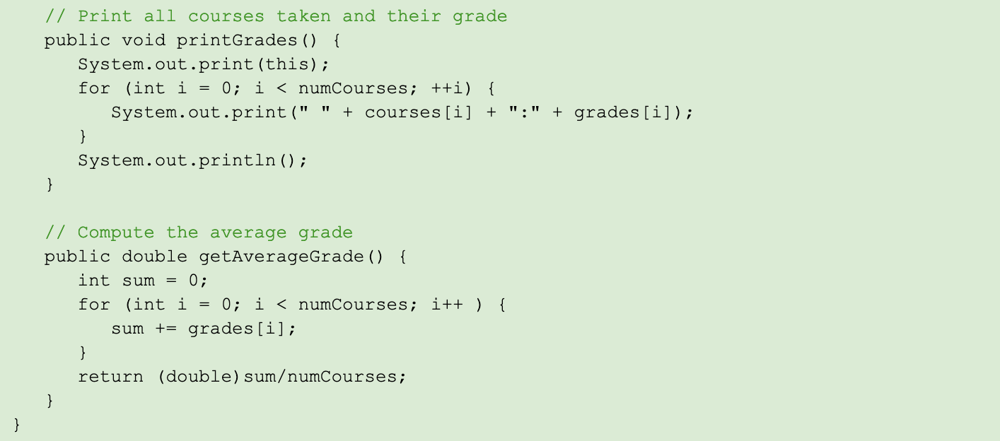 // Print all courses taken and their grade
public void printGrades() {
System.out.print(this);
for (int i = 0; i < numCourses; ++i) {
System.out.print(" " + courses[i] + ":" + grades[i]);
}
System.out.println();
}
// Compute the average grade
public double getAverageGrade() {
int sum = 0;
for (int i = 0; i < numCourses; i++ ) {
sum += grades[i];
}
return (double)sum/numCourses;
}
}